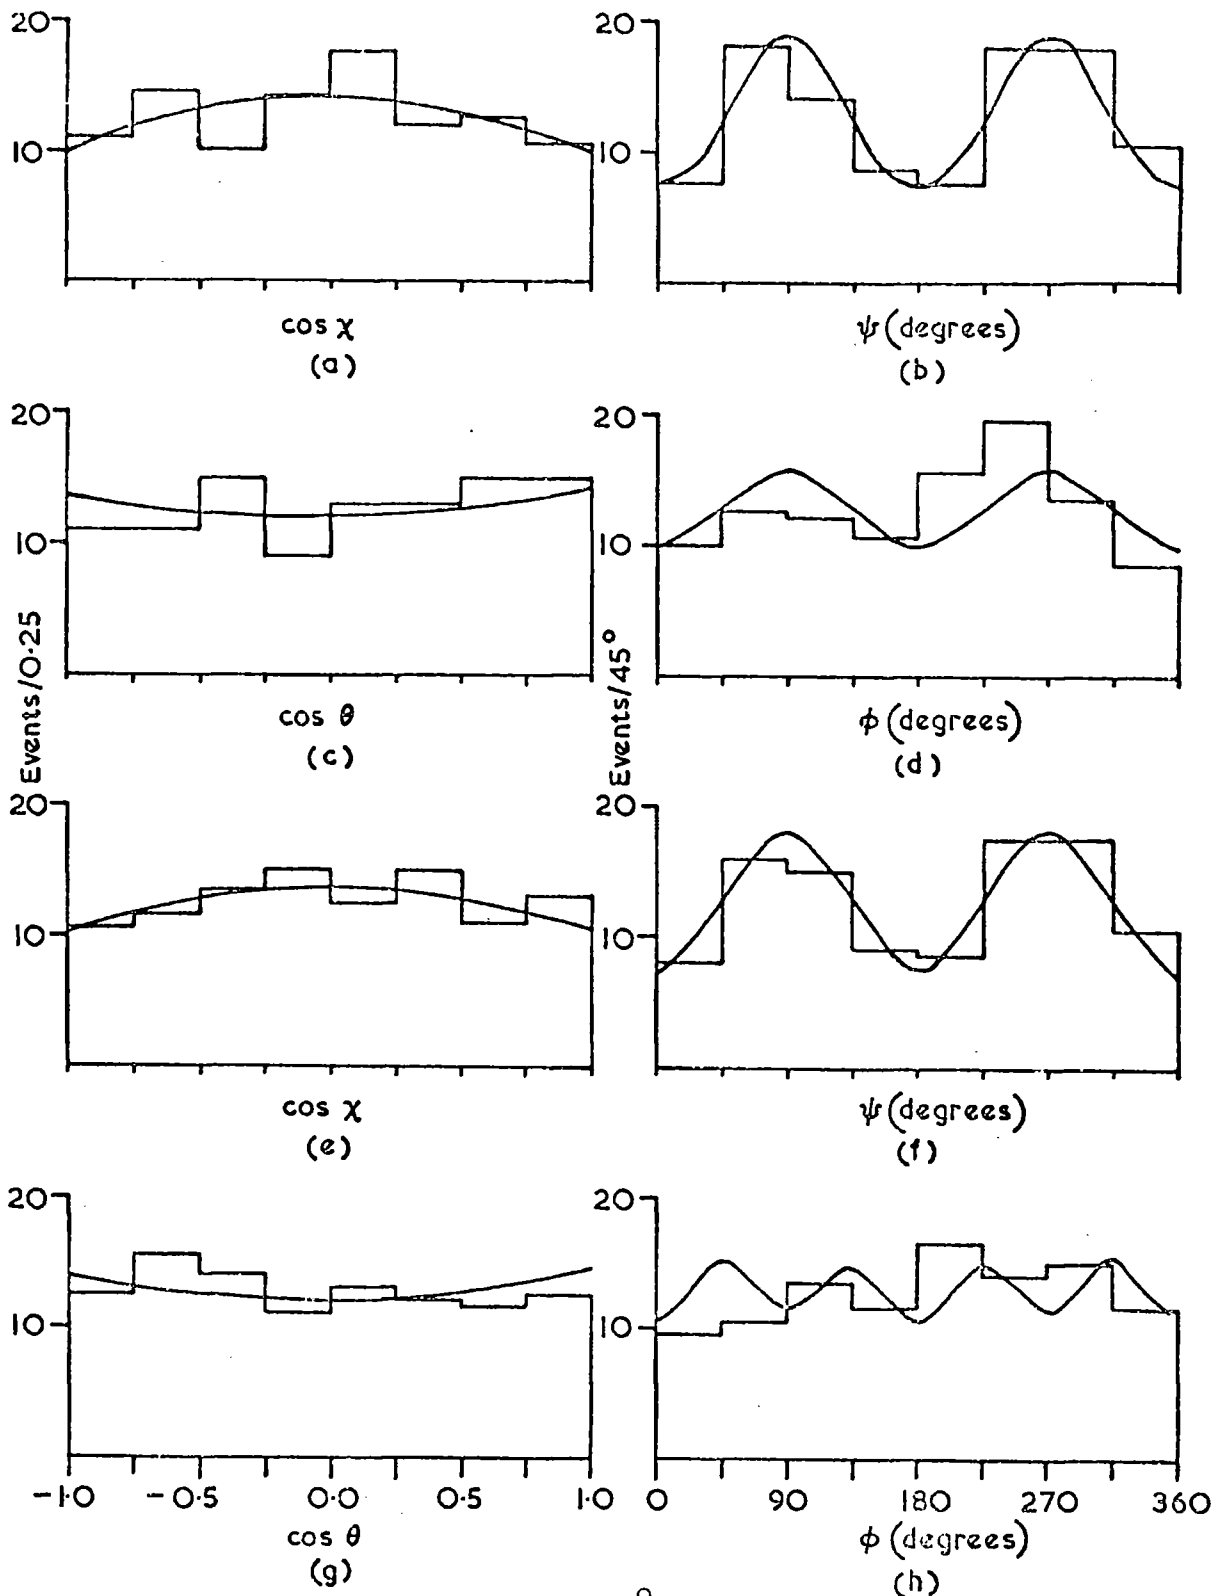 20
10
cos χ
(a)
20
10
ψ (degrees)
(b)
20
10
cos θ
(c)
20
10
φ (degrees)
(d)
Events/0·25
Events/45°
20
10
cos χ
(e)
20
10
ψ (degrees)
(f)
20
10
-1·0 -0·5 0·0 0·5 1·0
cos θ
(g)
20
10
0 90 180 270 360
φ (degrees)
(h)